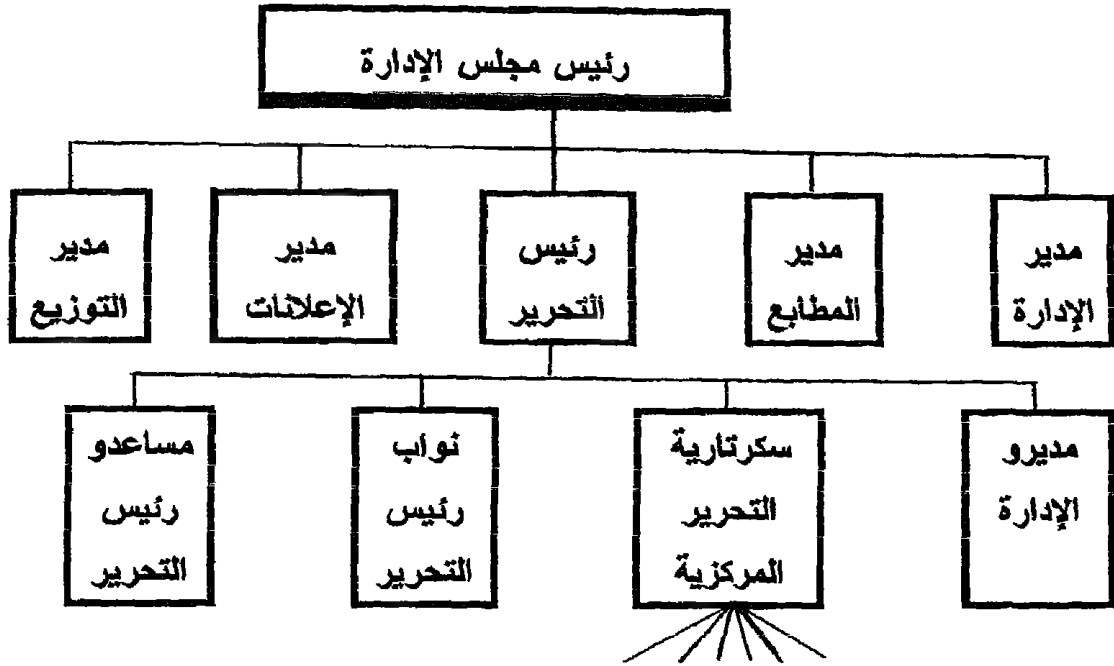 رئيس مجلس الإدارة
مدير
الإدارة
مدير
المطابع
رئيس
التحرير
مدير
الإعلانات
مدير
التوزيع
مديرو
الإدارة
سكرتارية
التحرير
المركزية
نواب
رئيس
التحرير
مساعدو
رئيس
التحرير